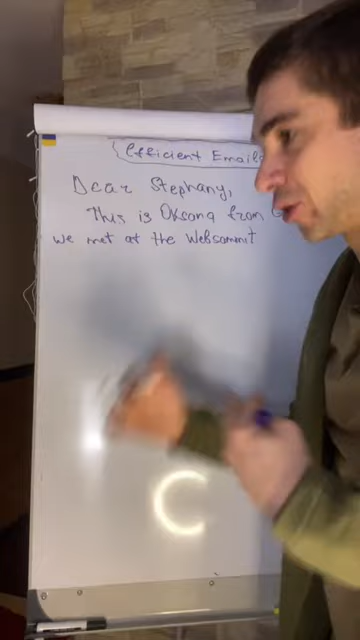 Efficient Emails
Dear Stephany,
This is Oksana from
we met at the Websummit